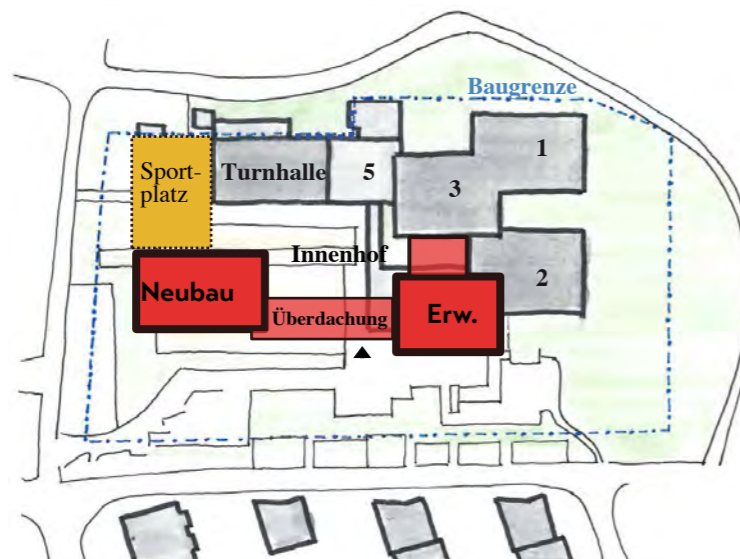 Baugrenze
1
Sport-
platz
Turnhalle
5
3
Innenhof
2
Neubau
Überdachung
Erw.